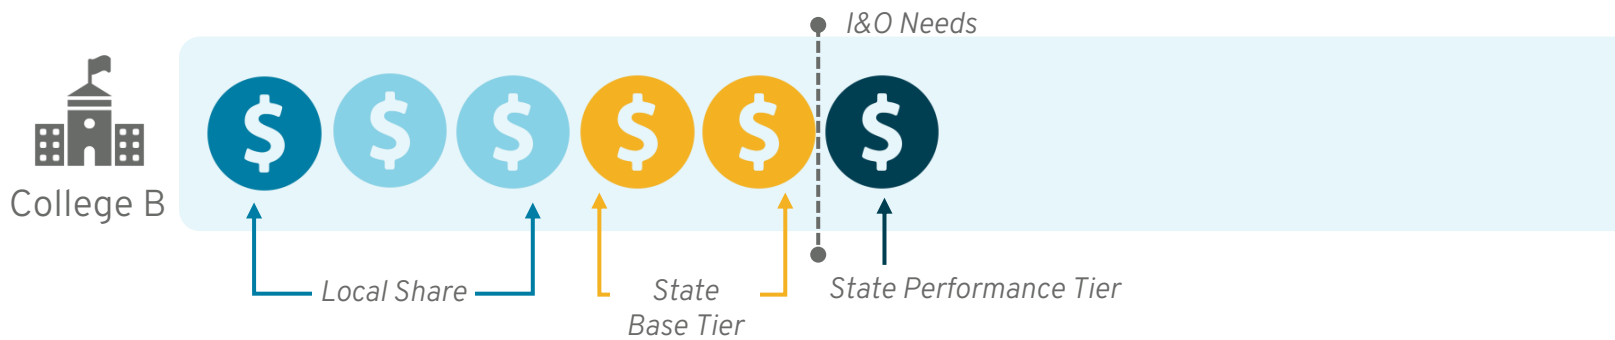 I&O Needs
$ $ $ $ $ $
College B
Local Share
State
Base Tier
State Performance Tier